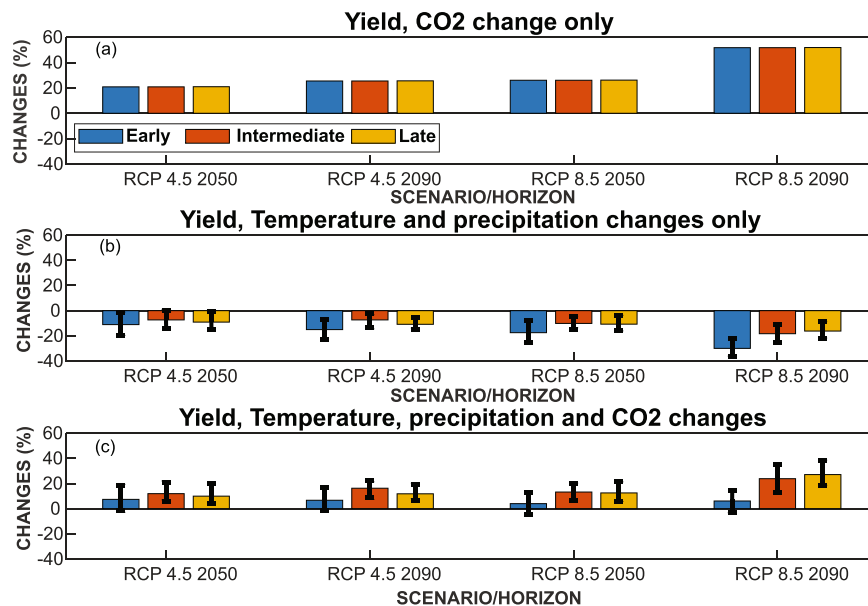 Yield, CO2 change only
(a)
CHANGES (%)
60
40
20
0
-20
-40
Early Intermediate Late
RCP 4.5 2050 RCP 4.5 2090 RCP 8.5 2050 RCP 8.5 2090
SCENARIO/HORIZON
Yield, Temperature and precipitation changes only
(b)
CHANGES (%)
60
40
20
0
-20
-40
RCP 4.5 2050 RCP 4.5 2090 RCP 8.5 2050 RCP 8.5 2090
SCENARIO/HORIZON
Yield, Temperature, precipitation and CO2 changes
(c)
CHANGES (%)
60
40
20
0
-20
-40
RCP 4.5 2050 RCP 4.5 2090 RCP 8.5 2050 RCP 8.5 2090
SCENARIO/HORIZON